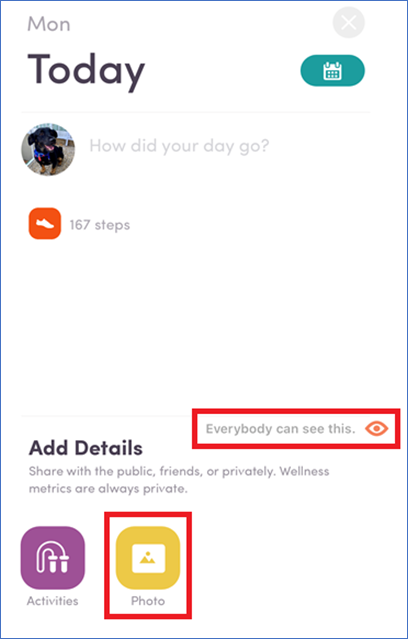 Mon
Today
How did your day go?
167 steps
Everybody can see this.
Add Details
Share with the public, friends, or privately. Wellness
metrics are always private.
Activities
Photo